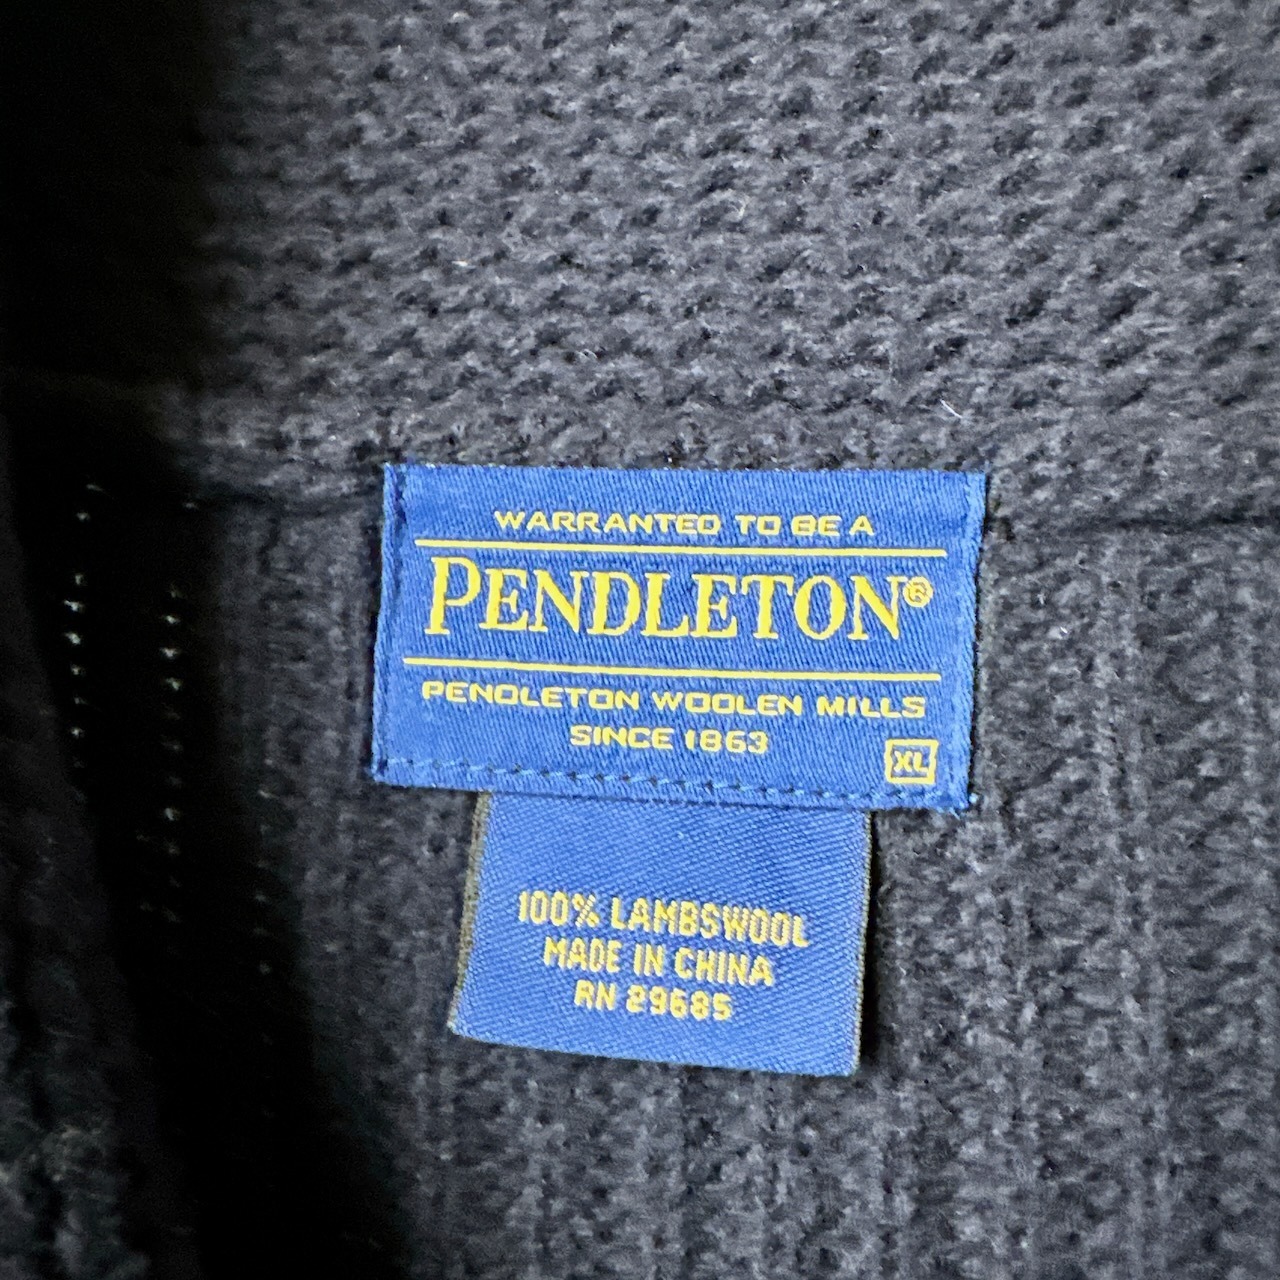 WARRANTED TO BE A
PENDLETON®
PENDLETON WOOLEN MILLS
SINCE 1863
XL
100% LAMBSWOOL
MADE IN CHINA
RN 29685